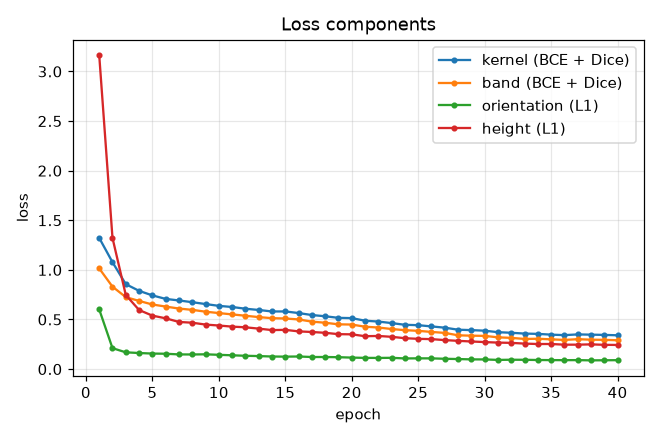 Loss components
kernel (BCE + Dice)
band (BCE + Dice)
orientation (L1)
height (L1)
loss
3.0
2.5
2.0
1.5
1.0
0.5
0.0
0 5 10 15 20 25 30 35 40
epoch